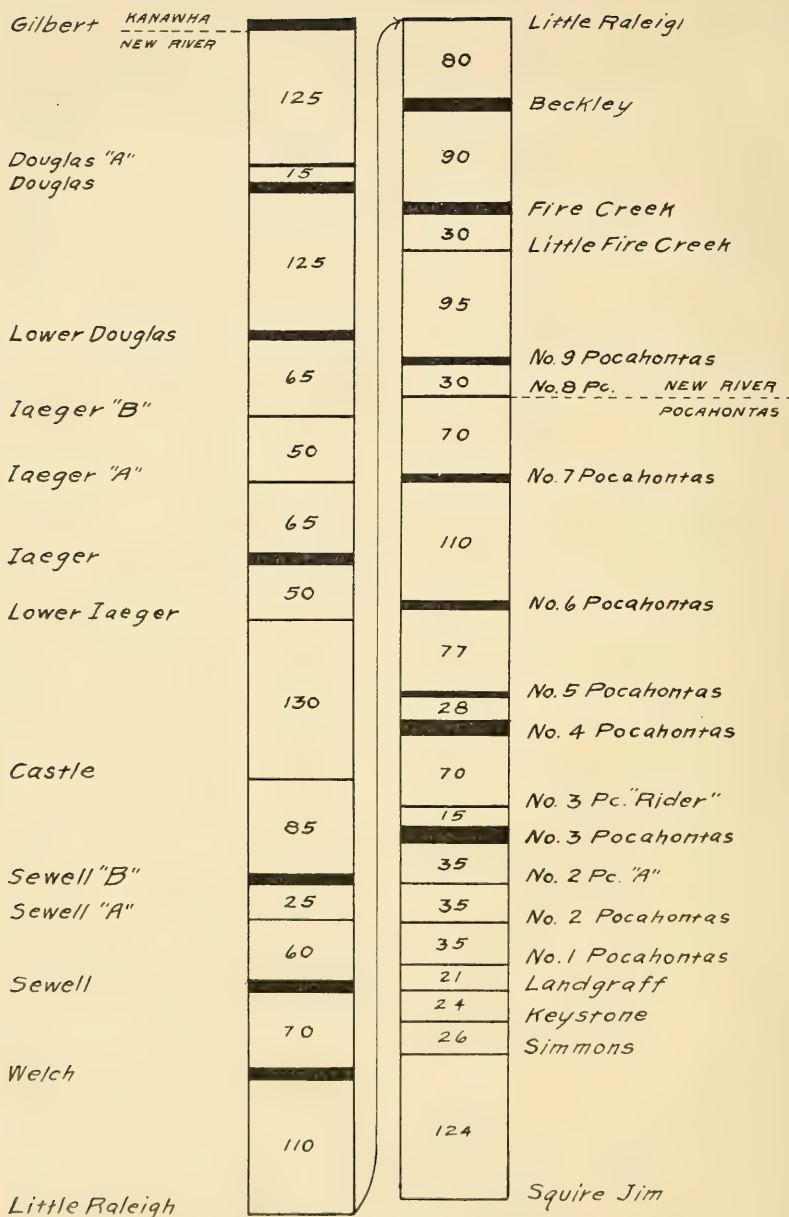 Gilbert KANAWHA
NEW RIVER
125
Douglas "A"
15
Douglas
125
Lower Douglas
65
Iaeger "B"
50
Iaeger "A"
65
Iaeger
50
Lower Iaeger
130
Castle
85
Sewell "B"
25
Sewell "A"
60
Sewell
70
Welch
110
Little Raleigh
Little Raleigi
80
Beckley
90
Fire Creek
30
Little Fire Creek
95
No. 9 Pocahontas
30
No. 8 Pc. NEW RIVER
POCAHONTAS
70
No. 7 Pocahontas
110
No. 6 Pocahontas
77
No. 5 Pocahontas
28
No. 4 Pocahontas
70
No. 3 Pc. "Rider"
15
No. 3 Pocahontas
35
No. 2 Pc. "A"
35
No. 2 Pocahontas
35
No. 1 Pocahontas
21
Landgraff
24
Keystone
26
Simmons
124
Squire Jim